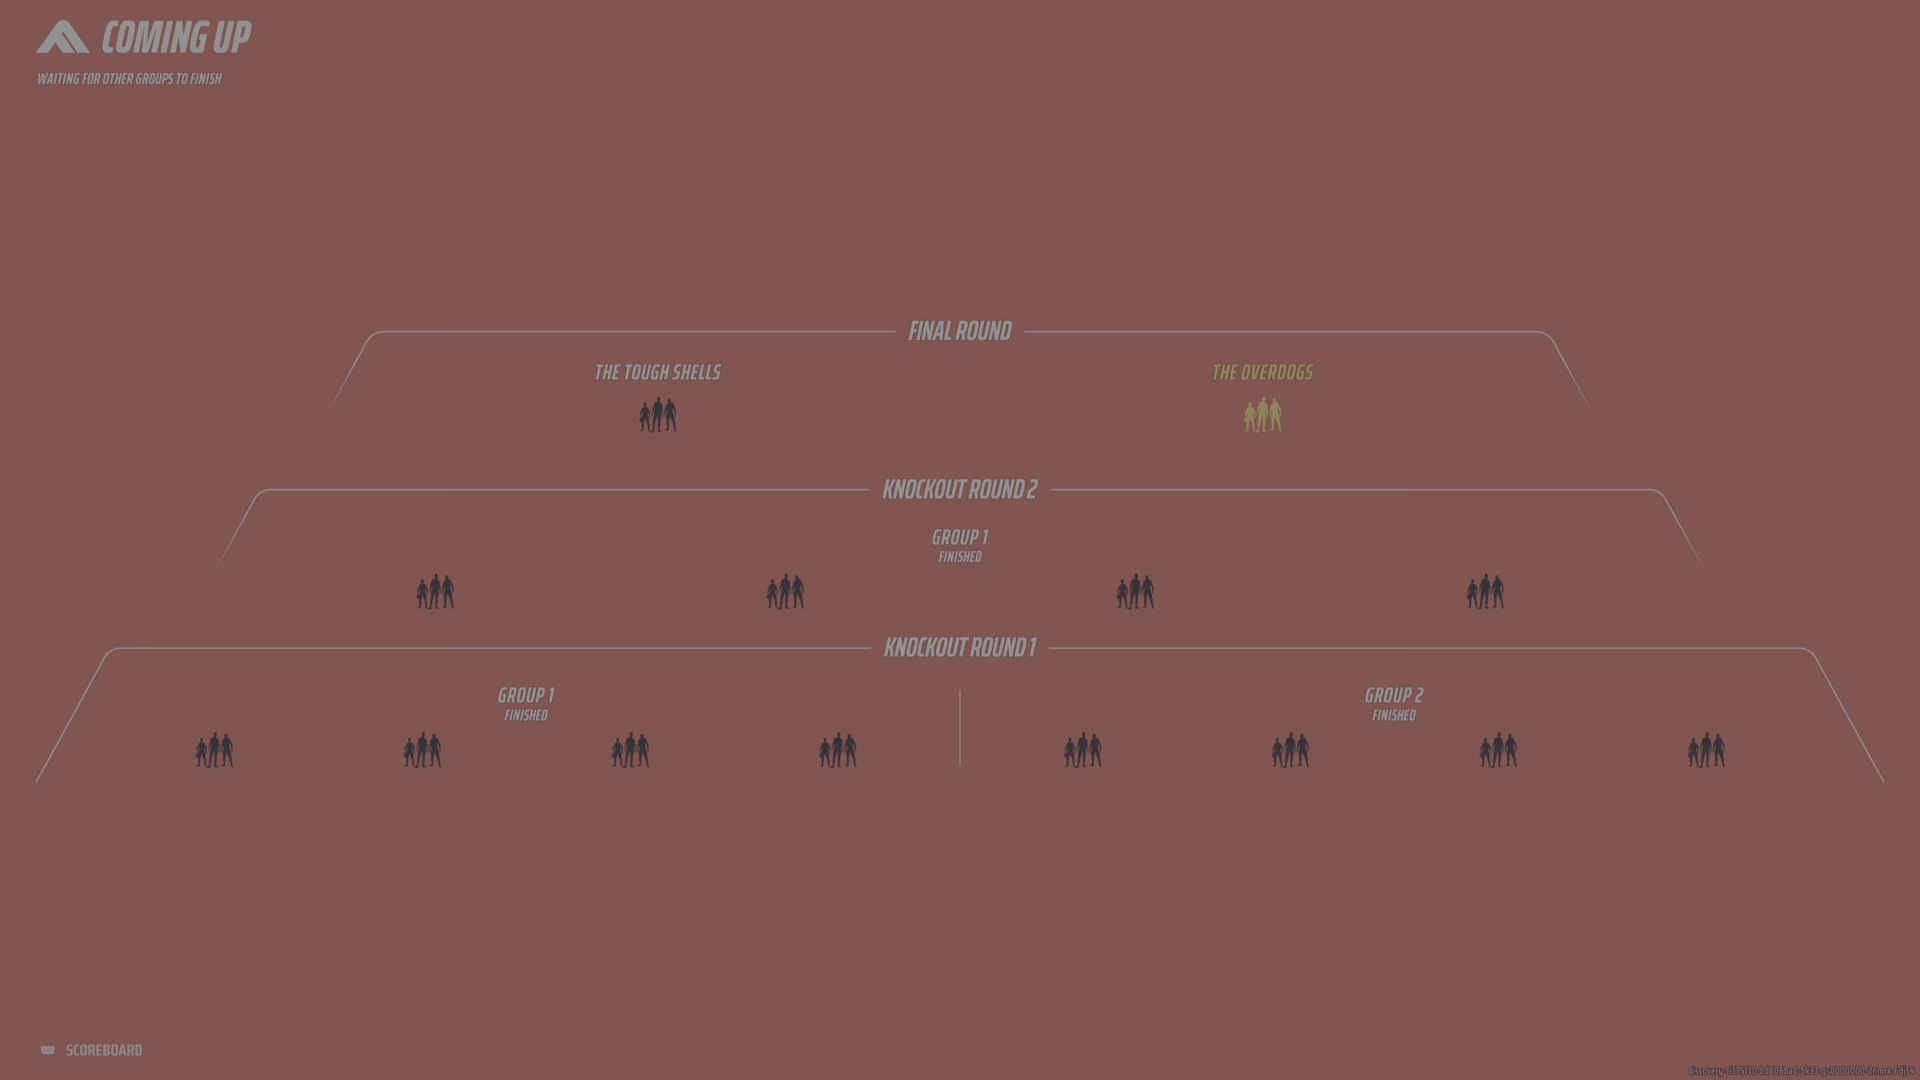 COMING UP
WAITING FOR OTHER GROUPS TO FINISH
FINAL ROUND
THE TOUGH SHELLS
THE OVERDOGS
KNOCKOUT ROUND 2
GROUP 1
FINISHED
KNOCKOUT ROUND 1
GROUP 1
FINISHED
GROUP 2
FINISHED
SCOREBOARD